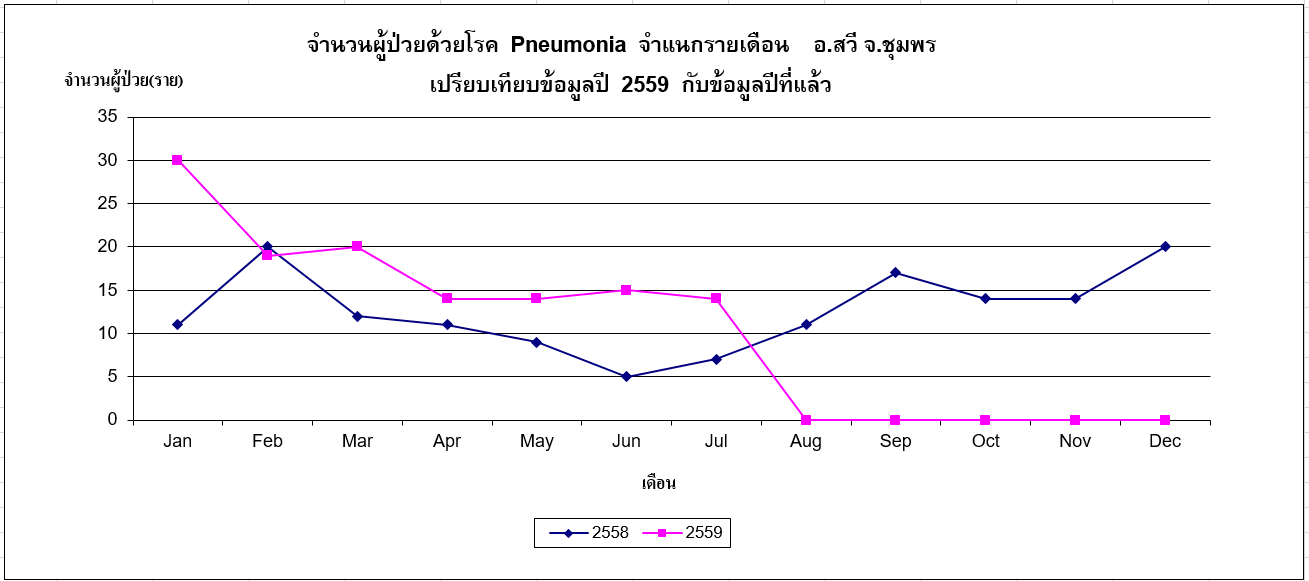 จำนวนผู้ป่วยด้วยโรค Pneumonia จำแนกรายเดือน อ.สวี จ.ชุมพร
เปรียบเทียบข้อมูลปี 2559 กับข้อมูลปีที่แล้ว
จำนวนผู้ป่วย(ราย)
35
30
25
20
15
10
5
0
Jan Feb Mar Apr May Jun Jul Aug Sep Oct Nov Dec
เดือน
2558 2559